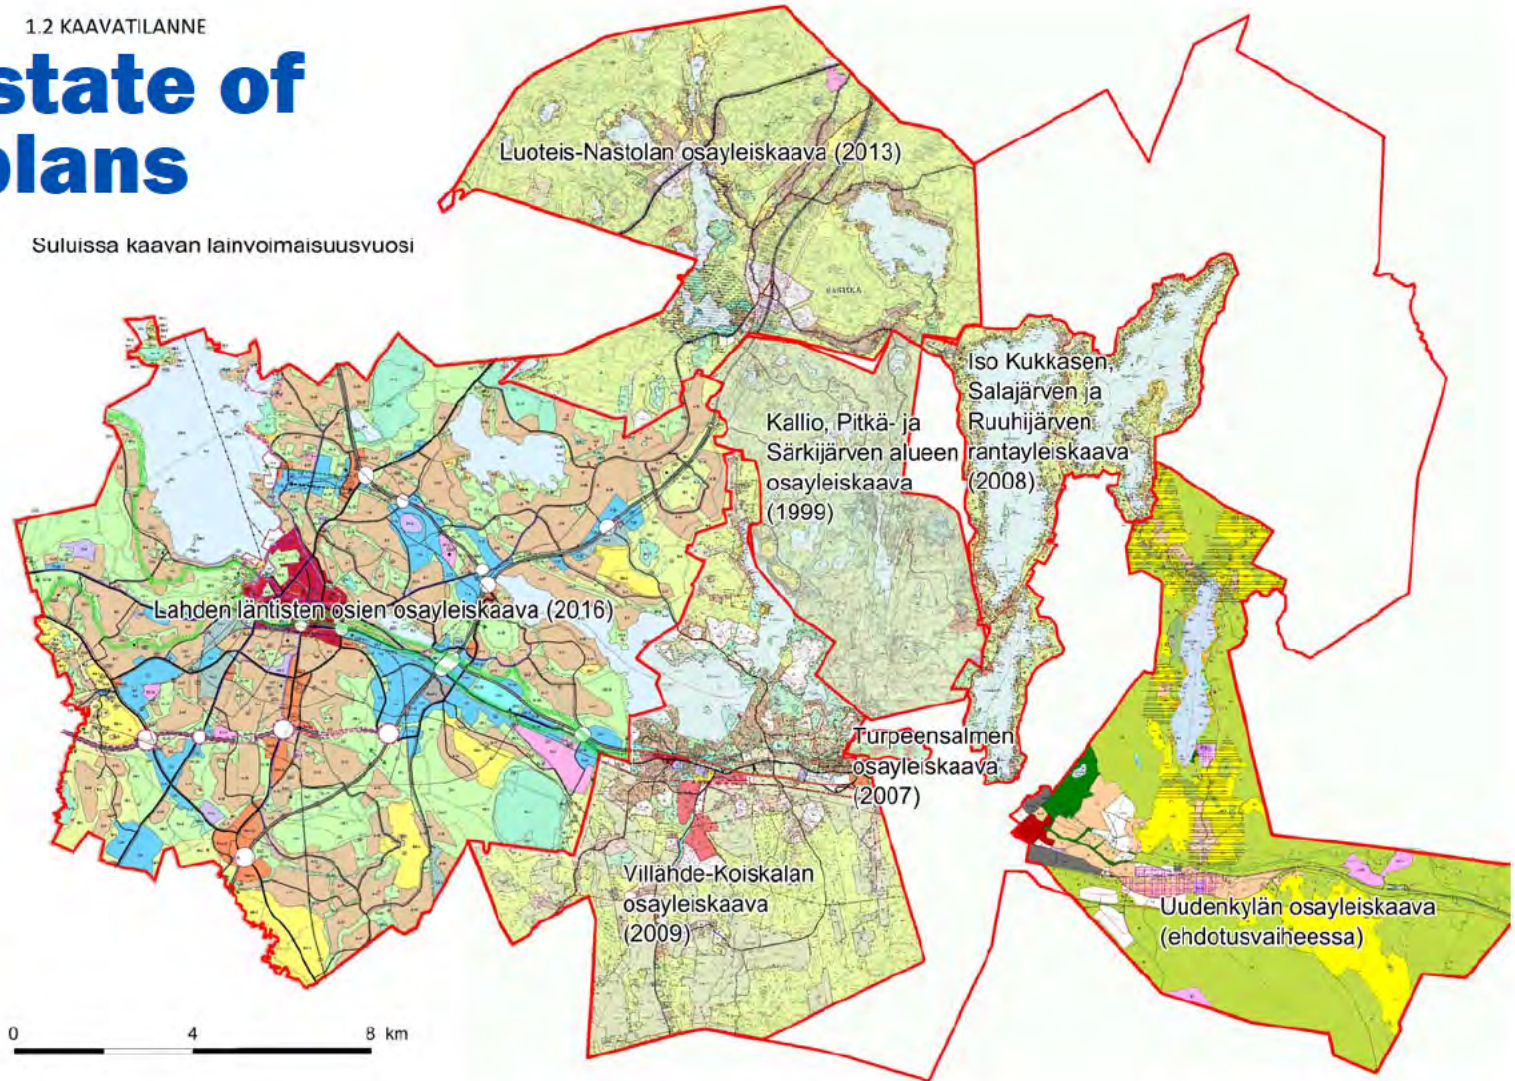 1.2 KAAVATILANNE
state of
plans
Suluissa kaavan lainvoimaisuusvuosi
Luoteis-Nastolan osayleiskaava (2013)
Iso Kukkasen,
Salajärven ja
Ruuhijärven
rantayleiskaava
(2008)
Kallio, Pitkä- ja
Särkijärven alueen
osayleiskaava
(1999)
Lahden läntisten osien osayleiskaava (2016)
Turpeensalmen
osayleiskaava
(2007)
Villähde-Koiskalan
osayleiskaava
(2009)
Uudenkylän osayleiskaava
(ehdotusvaiheessa)
0 4 8 km